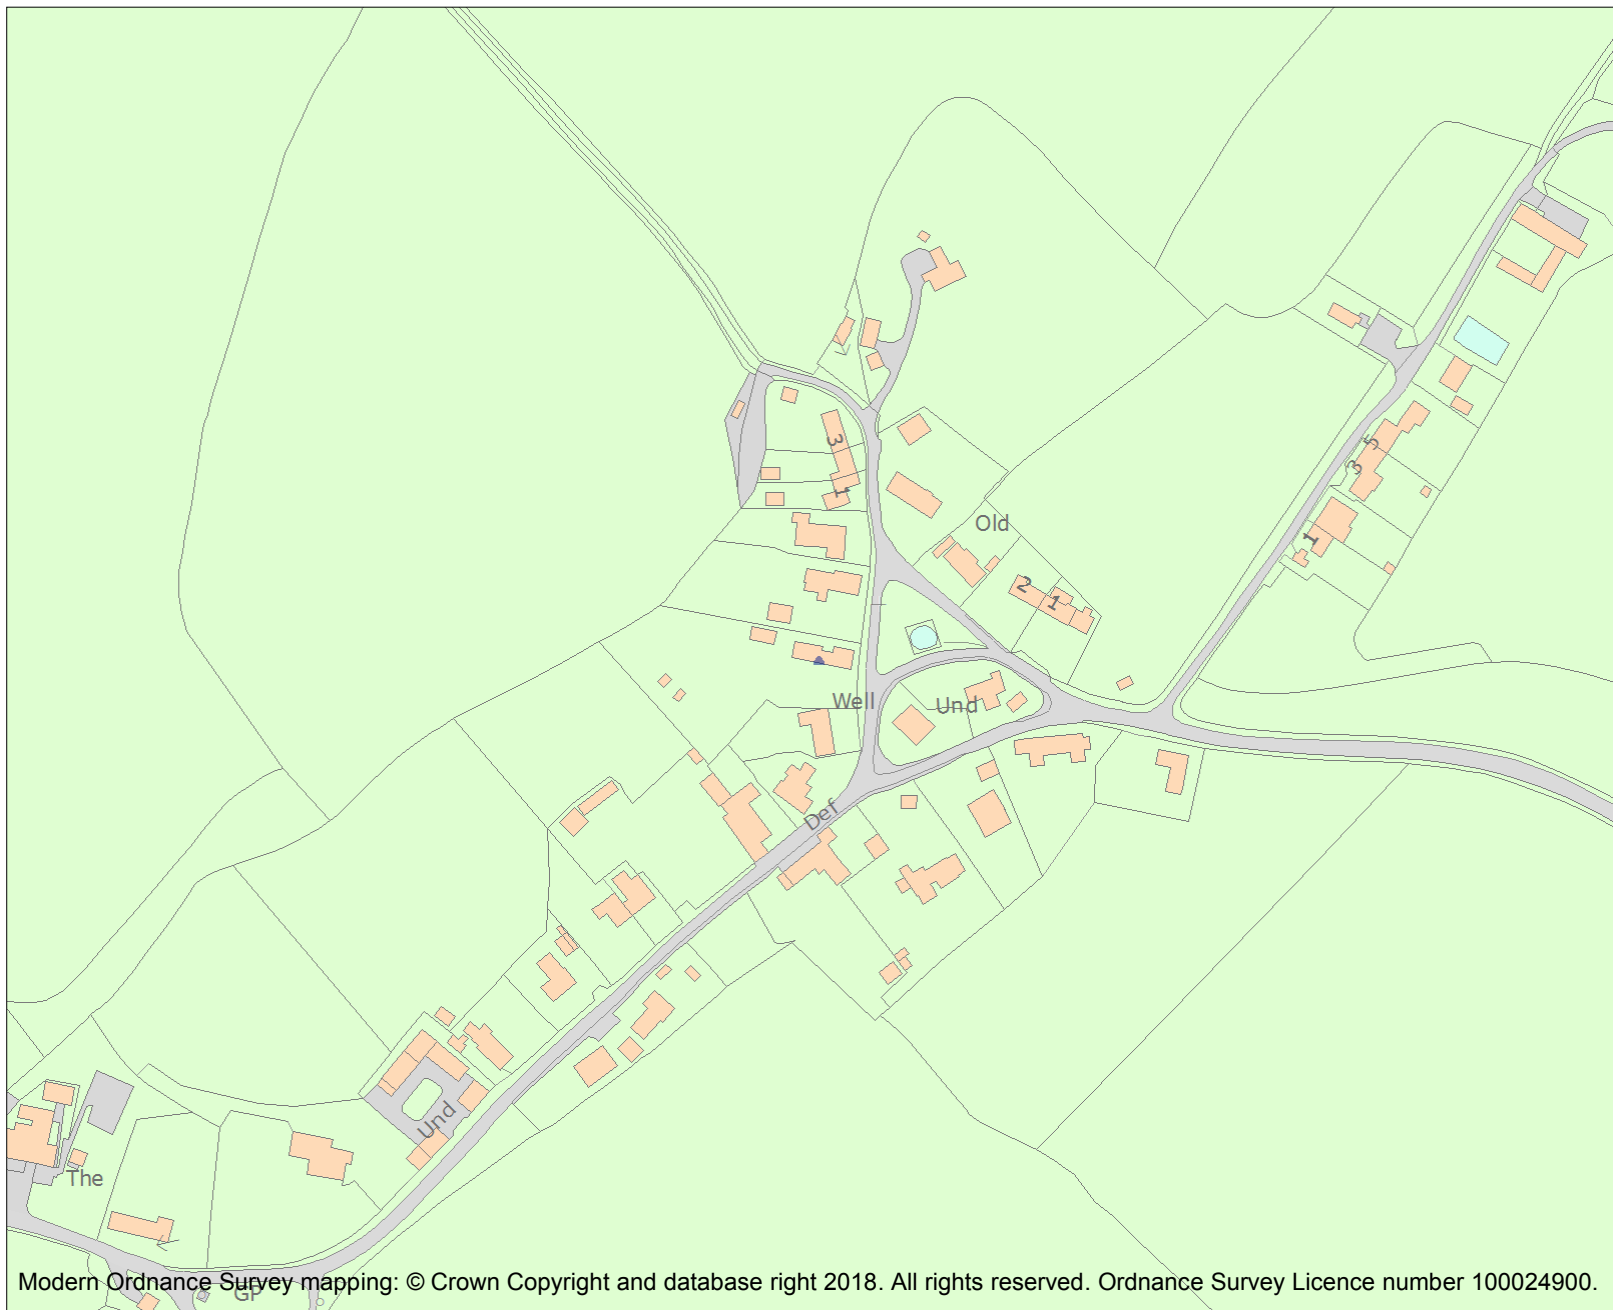 3
5
3
1
Old
1
2
1
Well
Und
Def
Und
The
GP
Modern Ordnance Survey mapping: © Crown Copyright and database right 2018. All rights reserved. Ordnance Survey Licence number 100024900.